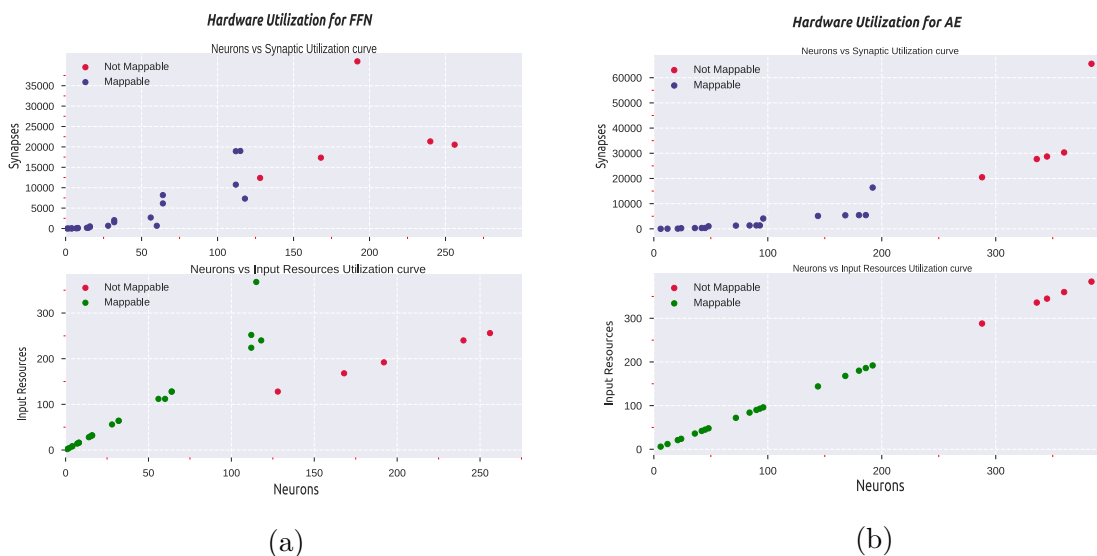 Hardware Utilization for FFN
Neurons vs Synaptic Utilization curve
Not Mappable
Mappable
Synapses
35000
30000
25000
20000
15000
10000
5000
0
0
50
100
150
200
250
Neurons vs Input Resources Utilization curve
Not Mappable
Mappable
Input Resources
300
200
100
0
0
50
100
150
200
250
Neurons
(a)
Hardware Utilization for AE
Neurons vs Synaptic Utilization curve
Not Mappable
Mappable
Synapses
60000
50000
40000
30000
20000
10000
0
0
100
200
300
Neurons vs Input Resources Utilization curve
Not Mappable
Mappable
Input Resources
300
200
100
0
0
100
200
300
Neurons
(b)